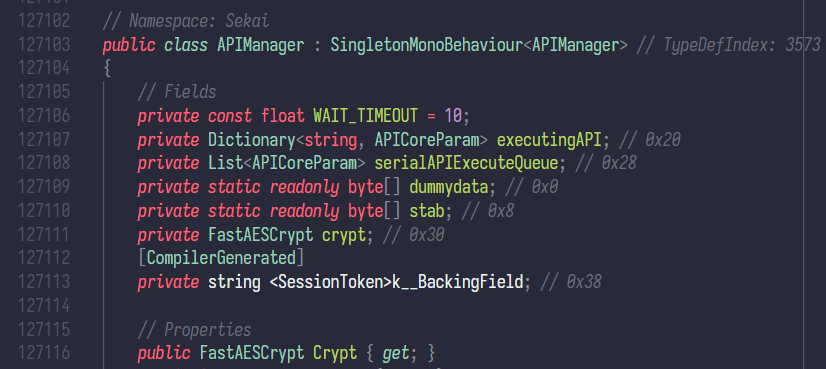 127102 // Namespace: Sekai
127103 public class APIManager : SingletonMonoBehaviour<APIManager> // TypeDefIndex: 3573
127104 {
127105 // Fields
127106 private const float WAIT_TIMEOUT = 10;
127107 private Dictionary<string, APICoreParam> executingAPI; // 0x20
127108 private List<APICoreParam> serialAPIExecuteQueue; // 0x28
127109 private static readonly byte[] dummydata; // 0x0
127110 private static readonly byte[] stab; // 0x8
127111 private FastAESCrypt crypt; // 0x30
127112 [CompilerGenerated]
127113 private string <SessionToken>k__BackingField; // 0x38
127114
127115 // Properties
127116 public FastAESCrypt Crypt { get; }